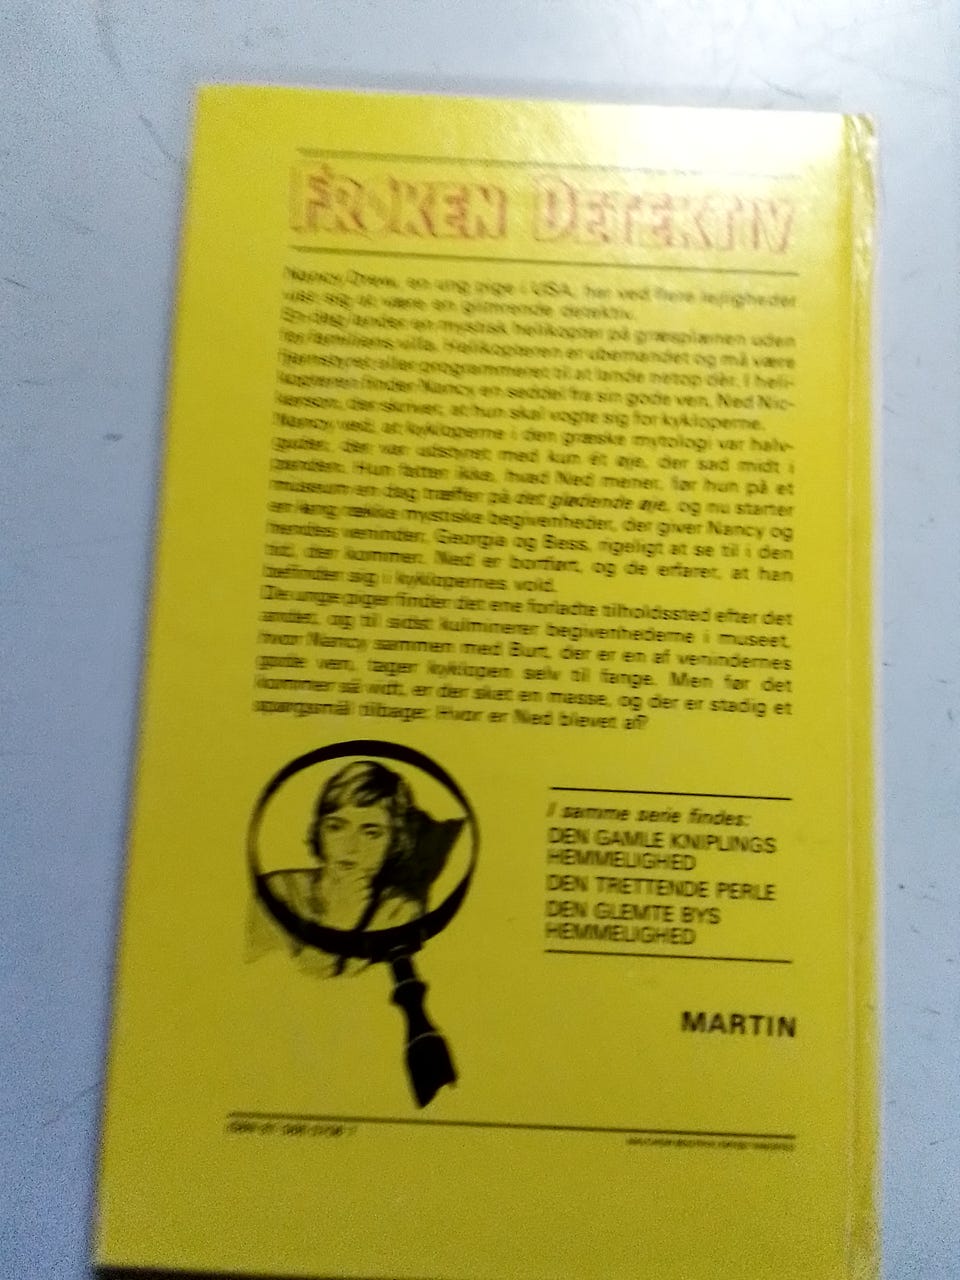 FRØKEN DETEKTIV
Nancy Drew, en ung pige i USA, har ved flere lejligheder
vist sig at være en glimrende detektiv.
En dag lander en mystisk helikopter på græsplænen uden
for familiens villa. Helikopteren er ubemandet og må være
fjernstyret eller programmeret til at lande netop dér. I heli-
kopteren finder Nancy en seddel fra sin gode ven, Ned Nic-
kerson, der skriver, at hun skal vogte sig for kykloperne.
Nancy ved, at kykloperne i den græske mytologi var halv-
guder, der var udstyret med kun ét øje, der sad midt i
panden. Hun fatter ikke, hvad Ned mener, før hun på et
museum en dag træffer på det glødende øje, og nu starter
en lang række mystiske begivenheder, der giver Nancy og
hendes veninder, Georgia og Bess, rigeligt at se til i den
tid, der kommer. Ned er bortført, og de erfarer, at han
befinder sig i kyklopernes vold.
De unge piger finder det ene forladte tilholdssted efter det
andet, og til sidst kulminerer begivenhederne i museet,
hvor Nancy sammen med Burt, der er en af venindernes
gode ven, tager kyklopen selv til fange. Men før det
kommer så vidt, er der sket en masse, og der er stadig et
spørgsmål tilbage: Hvor er Ned blevet af?
I samme serie findes:
DEN GAMLE KNIPLINGS
HEMMELIGHED
DEN TRETTENDE PERLE
DEN GLEMTE BYS
HEMMELIGHED
MARTIN
ISBN